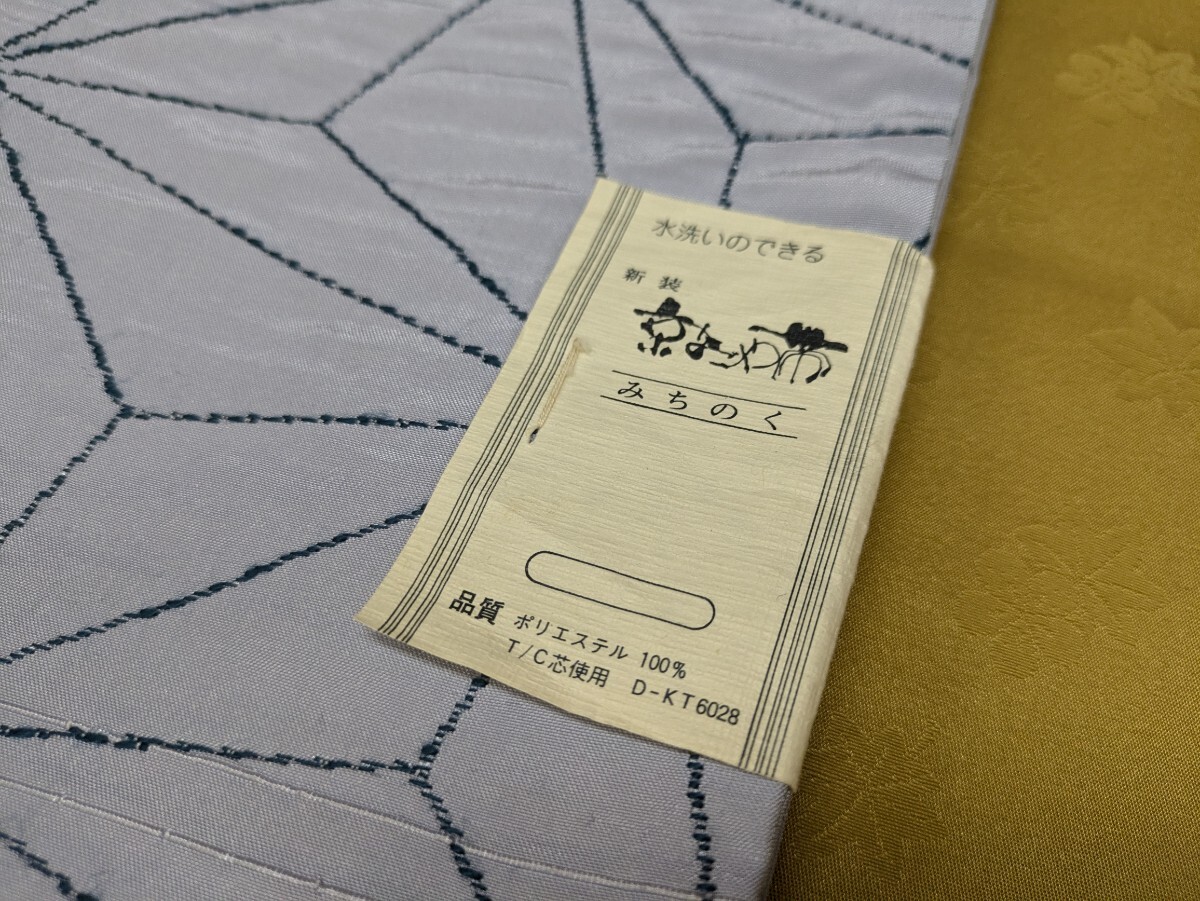 水洗いのできる
新装
京なごや帯
みちのく
品質 ポリエステル 100%
T/C芯使用 D-KT6028